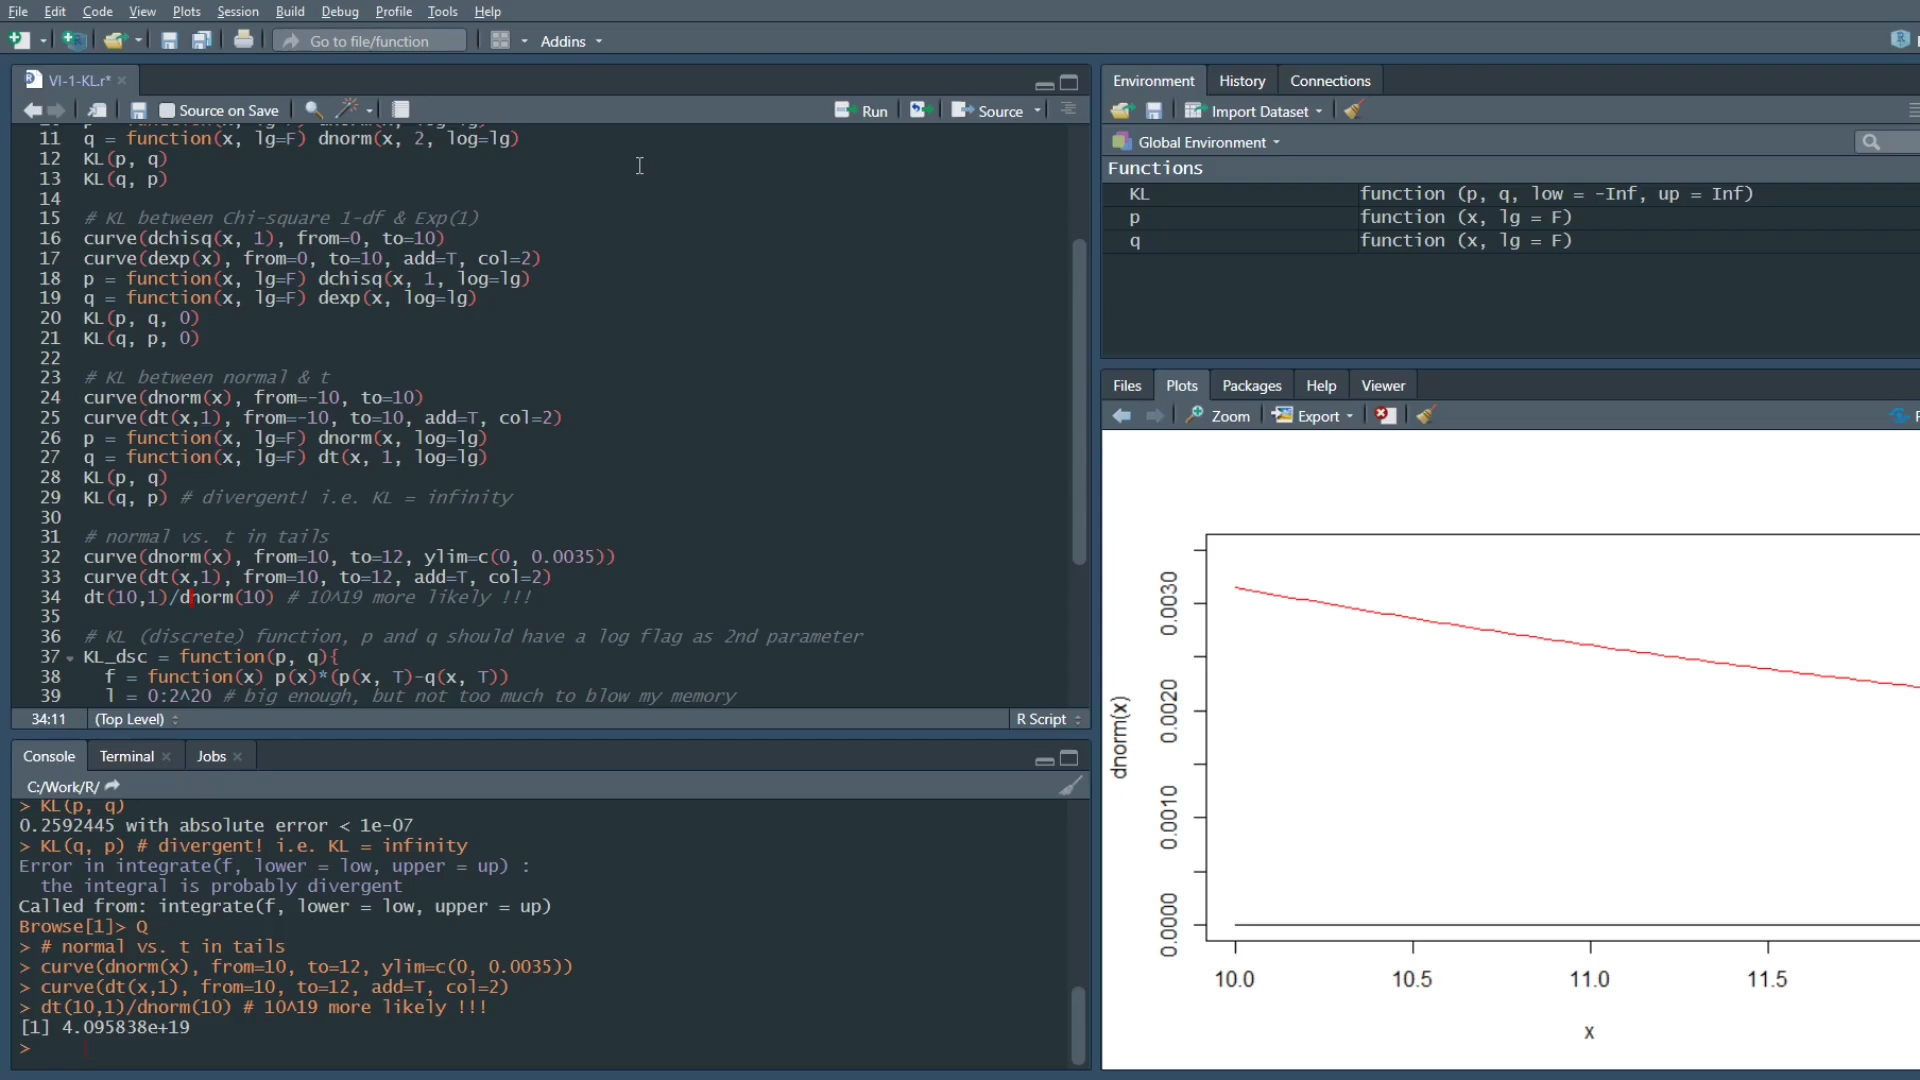 File Edit Code View Plots Session Build Debug Profile Tools Help
Go to file/function Addins
VI-1-KL.r*
Source on Save Run Source
11 q = function(x, lg=F) dnorm(x, 2, log=lg)
12 KL(p, q)
13 KL(q, p)
14
15 # KL between Chi-square 1-df & Exp(1)
16 curve(dchisq(x, 1), from=0, to=10)
17 curve(dexp(x), from=0, to=10, add=T, col=2)
18 p = function(x, lg=F) dchisq(x, 1, log=lg)
19 q = function(x, lg=F) dexp(x, log=lg)
20 KL(p, q, 0)
21 KL(q, p, 0)
22
23 # KL between normal & t
24 curve(dnorm(x), from=-10, to=10)
25 curve(dt(x,1), from=-10, to=10, add=T, col=2)
26 p = function(x, lg=F) dnorm(x, log=lg)
27 q = function(x, lg=F) dt(x, 1, log=lg)
28 KL(p, q)
29 KL(q, p) # divergent! i.e. KL = infinity
30
31 # normal vs. t in tails
32 curve(dnorm(x), from=10, to=12, ylim=c(0, 0.0035))
33 curve(dt(x,1), from=10, to=12, add=T, col=2)
34 dt(10,1)/dnorm(10) # 10^19 more likely !!!
35
36 # KL (discrete) function, p and q should have a log flag as 2nd parameter
37 KL_dsc = function(p, q){
38 f = function(x) p(x)*(p(x, T)-q(x, T))
39 l = 0:2^20 # big enough, but not too much to blow my memory
34:11 (Top Level) R Script
Console Terminal Jobs
C:/Work/R/
> KL(p, q)
0.2592445 with absolute error < 1e-07
> KL(q, p) # divergent! i.e. KL = infinity
Error in integrate(f, lower = low, upper = up) :
the integral is probably divergent
Called from: integrate(f, lower = low, upper = up)
Browse[1]> Q
> # normal vs. t in tails
> curve(dnorm(x), from=10, to=12, ylim=c(0, 0.0035))
> curve(dt(x,1), from=10, to=12, add=T, col=2)
> dt(10,1)/dnorm(10) # 10^19 more likely !!!
[1] 4.095838e+19
>
Environment History Connections
Import Dataset
Global Environment
Functions
KL function (p, q, low = -Inf, up = Inf)
p function (x, lg = F)
q function (x, lg = F)
Files Plots Packages Help Viewer
Zoom Export
dnorm(x)
0.0030
0.0020
0.0010
0.0000
10.0 10.5 11.0 11.5
x